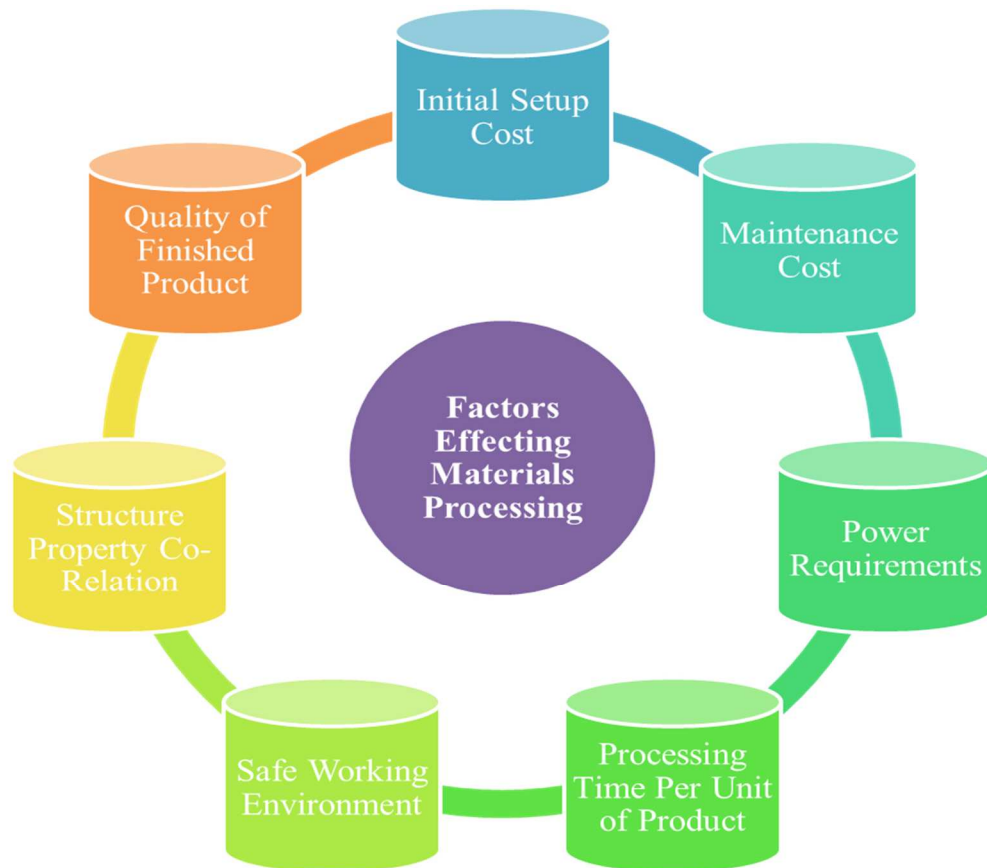 Initial Setup
Cost
Maintenance
Cost
Power
Requirements
Processing
Time Per Unit
of Product
Safe Working
Environment
Structure
Property Co-
Relation
Quality of
Finished
Product
Factors
Effecting
Materials
Processing